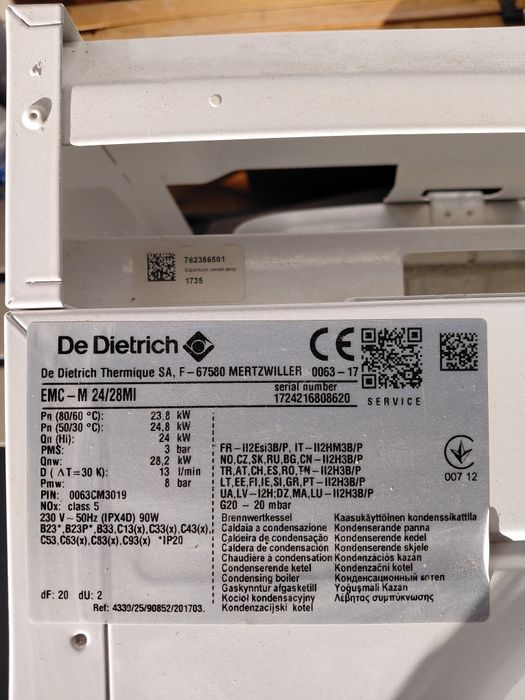 762356501
Expansion vessel assy
1735
De Dietrich
CE
De Dietrich Thermique SA, F-67580 MERTZWILLER 0063-17
SERVICE
EMC-M 24/28MI
serial number
1724216808620
Pn (80/60 °C): 23,8 kW
Pn (50/30 °C): 24,8 kW
Qn (Hi): 24 kW
PMS: 3 bar
Qnw: 28,2 kW
D ( ΔT=30 K): 13 l/min
Pmw: 8 bar
PIN: 0063CM3019
NOx: class 5
230 V ~50Hz (IPX4D) 90W
B23*,B23P*,B33,C13(x),C33(x),C43(x),
C53,C63(x),C83(x),C93(x) *IP20
dF: 20 dU: 2
Ref: 4330/25/90852/201703.
FR-II2Esi3B/P, IT-II2HM3B/P
NO,CZ,SK,RU,BG,CN-II2H3B/P
TR,AT,CH,ES,RO,TN-II2H3B/P
LT,EE,FI,IE,SI,GR,PT-II2H3B/P
UA,LV-I2H;DZ,MA,LU-II2H3B/P
G20 - 20 mbar
007 12
Brennwertkessel Kaasukäyttöinen kondenssikattila
Caldaia a condensazione Kondenserande panna
Caldeira de condensação Kondenserende kedel
Caldera de condensación Kondenserende skjele
Chaudière à condensation Kondenzációs kazán
Condenserende ketel Kondenzační kotel
Condensing boiler Конденсационный котел
Gaskynntur afgasketill Yoğuşmali Kazan
Kocioł kondensacyjny Λέβητας συμπύκνωσης
Kondenzacijski kotel